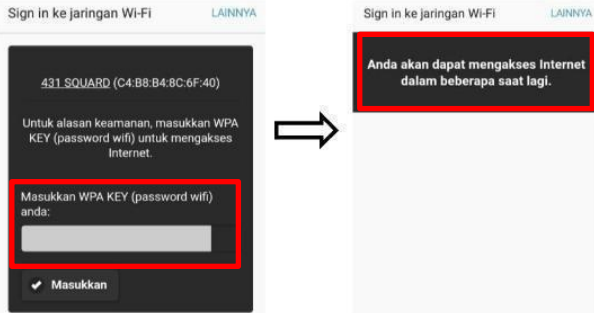 Sign in ke jaringan Wi-Fi LAINNYA
431 SQUARD (C4:B8:B4:8C:6F:40)
Untuk alasan keamanan, masukkan WPA
KEY (password wifi) untuk mengakses
Internet.
Masukkan WPA KEY (password wifi)
anda:
Masukkan
Sign in ke jaringan Wi-Fi LAINNYA
Anda akan dapat mengakses Internet
dalam beberapa saat lagi.